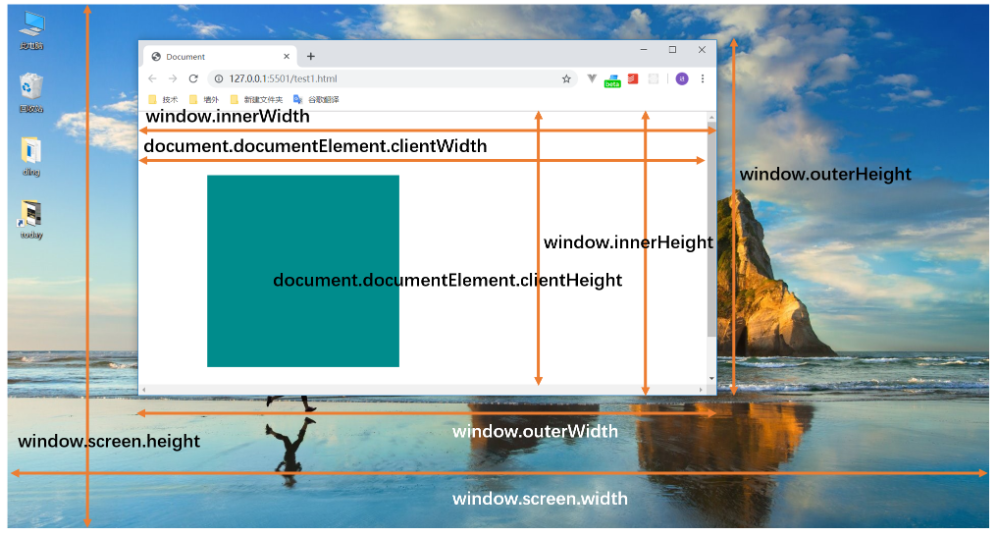 此电脑
Document
127.0.0.1:5501/test1.html
beta
技术
墙外
新建文件夹
谷歌翻译
回收站
window.innerWidth
document.documentElement.clientWidth
ding
window.outerHeight
today
window.innerHeight
document.documentElement.clientHeight
window.outerWidth
window.screen.height
window.screen.width